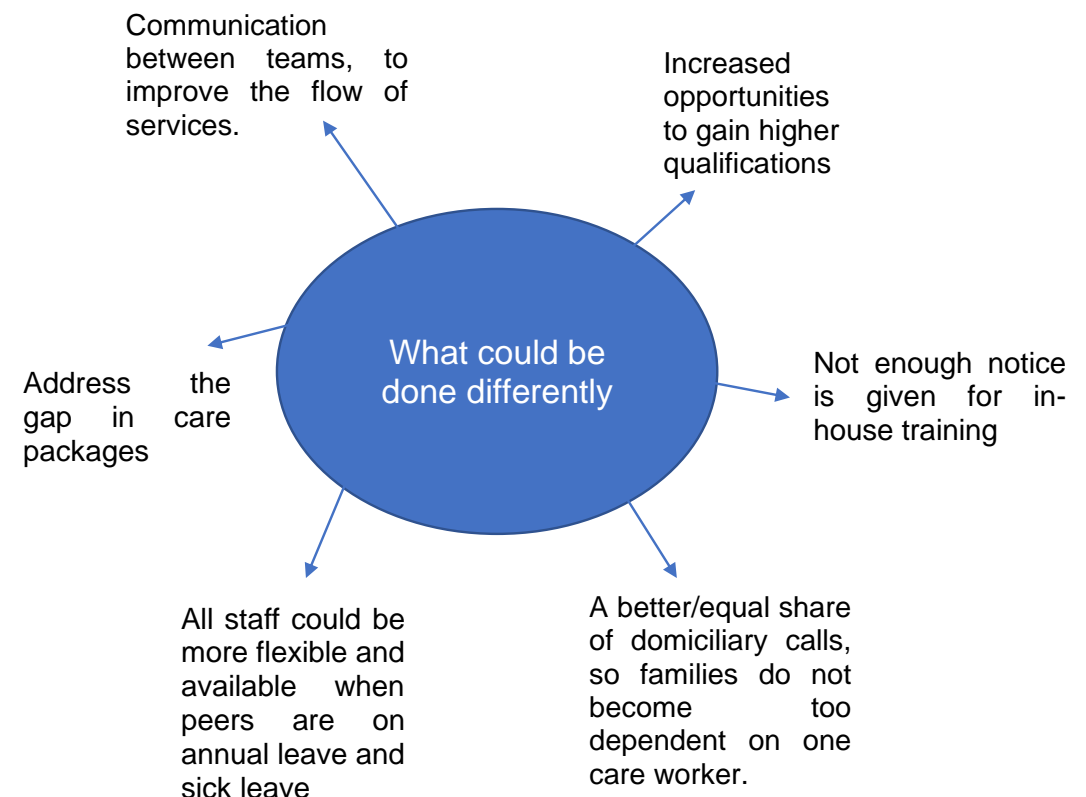 Communication
between teams, to
improve the flow of
services.
Increased
opportunities
to gain higher
qualifications
What could be
done differently
Address the
gap in care
packages
Not enough notice
is given for in-
house training
All staff could be
more flexible and
available when
peers are on
annual leave and
sick leave
A better/equal share
of domiciliary calls,
so families do not
become too
dependent on one
care worker.